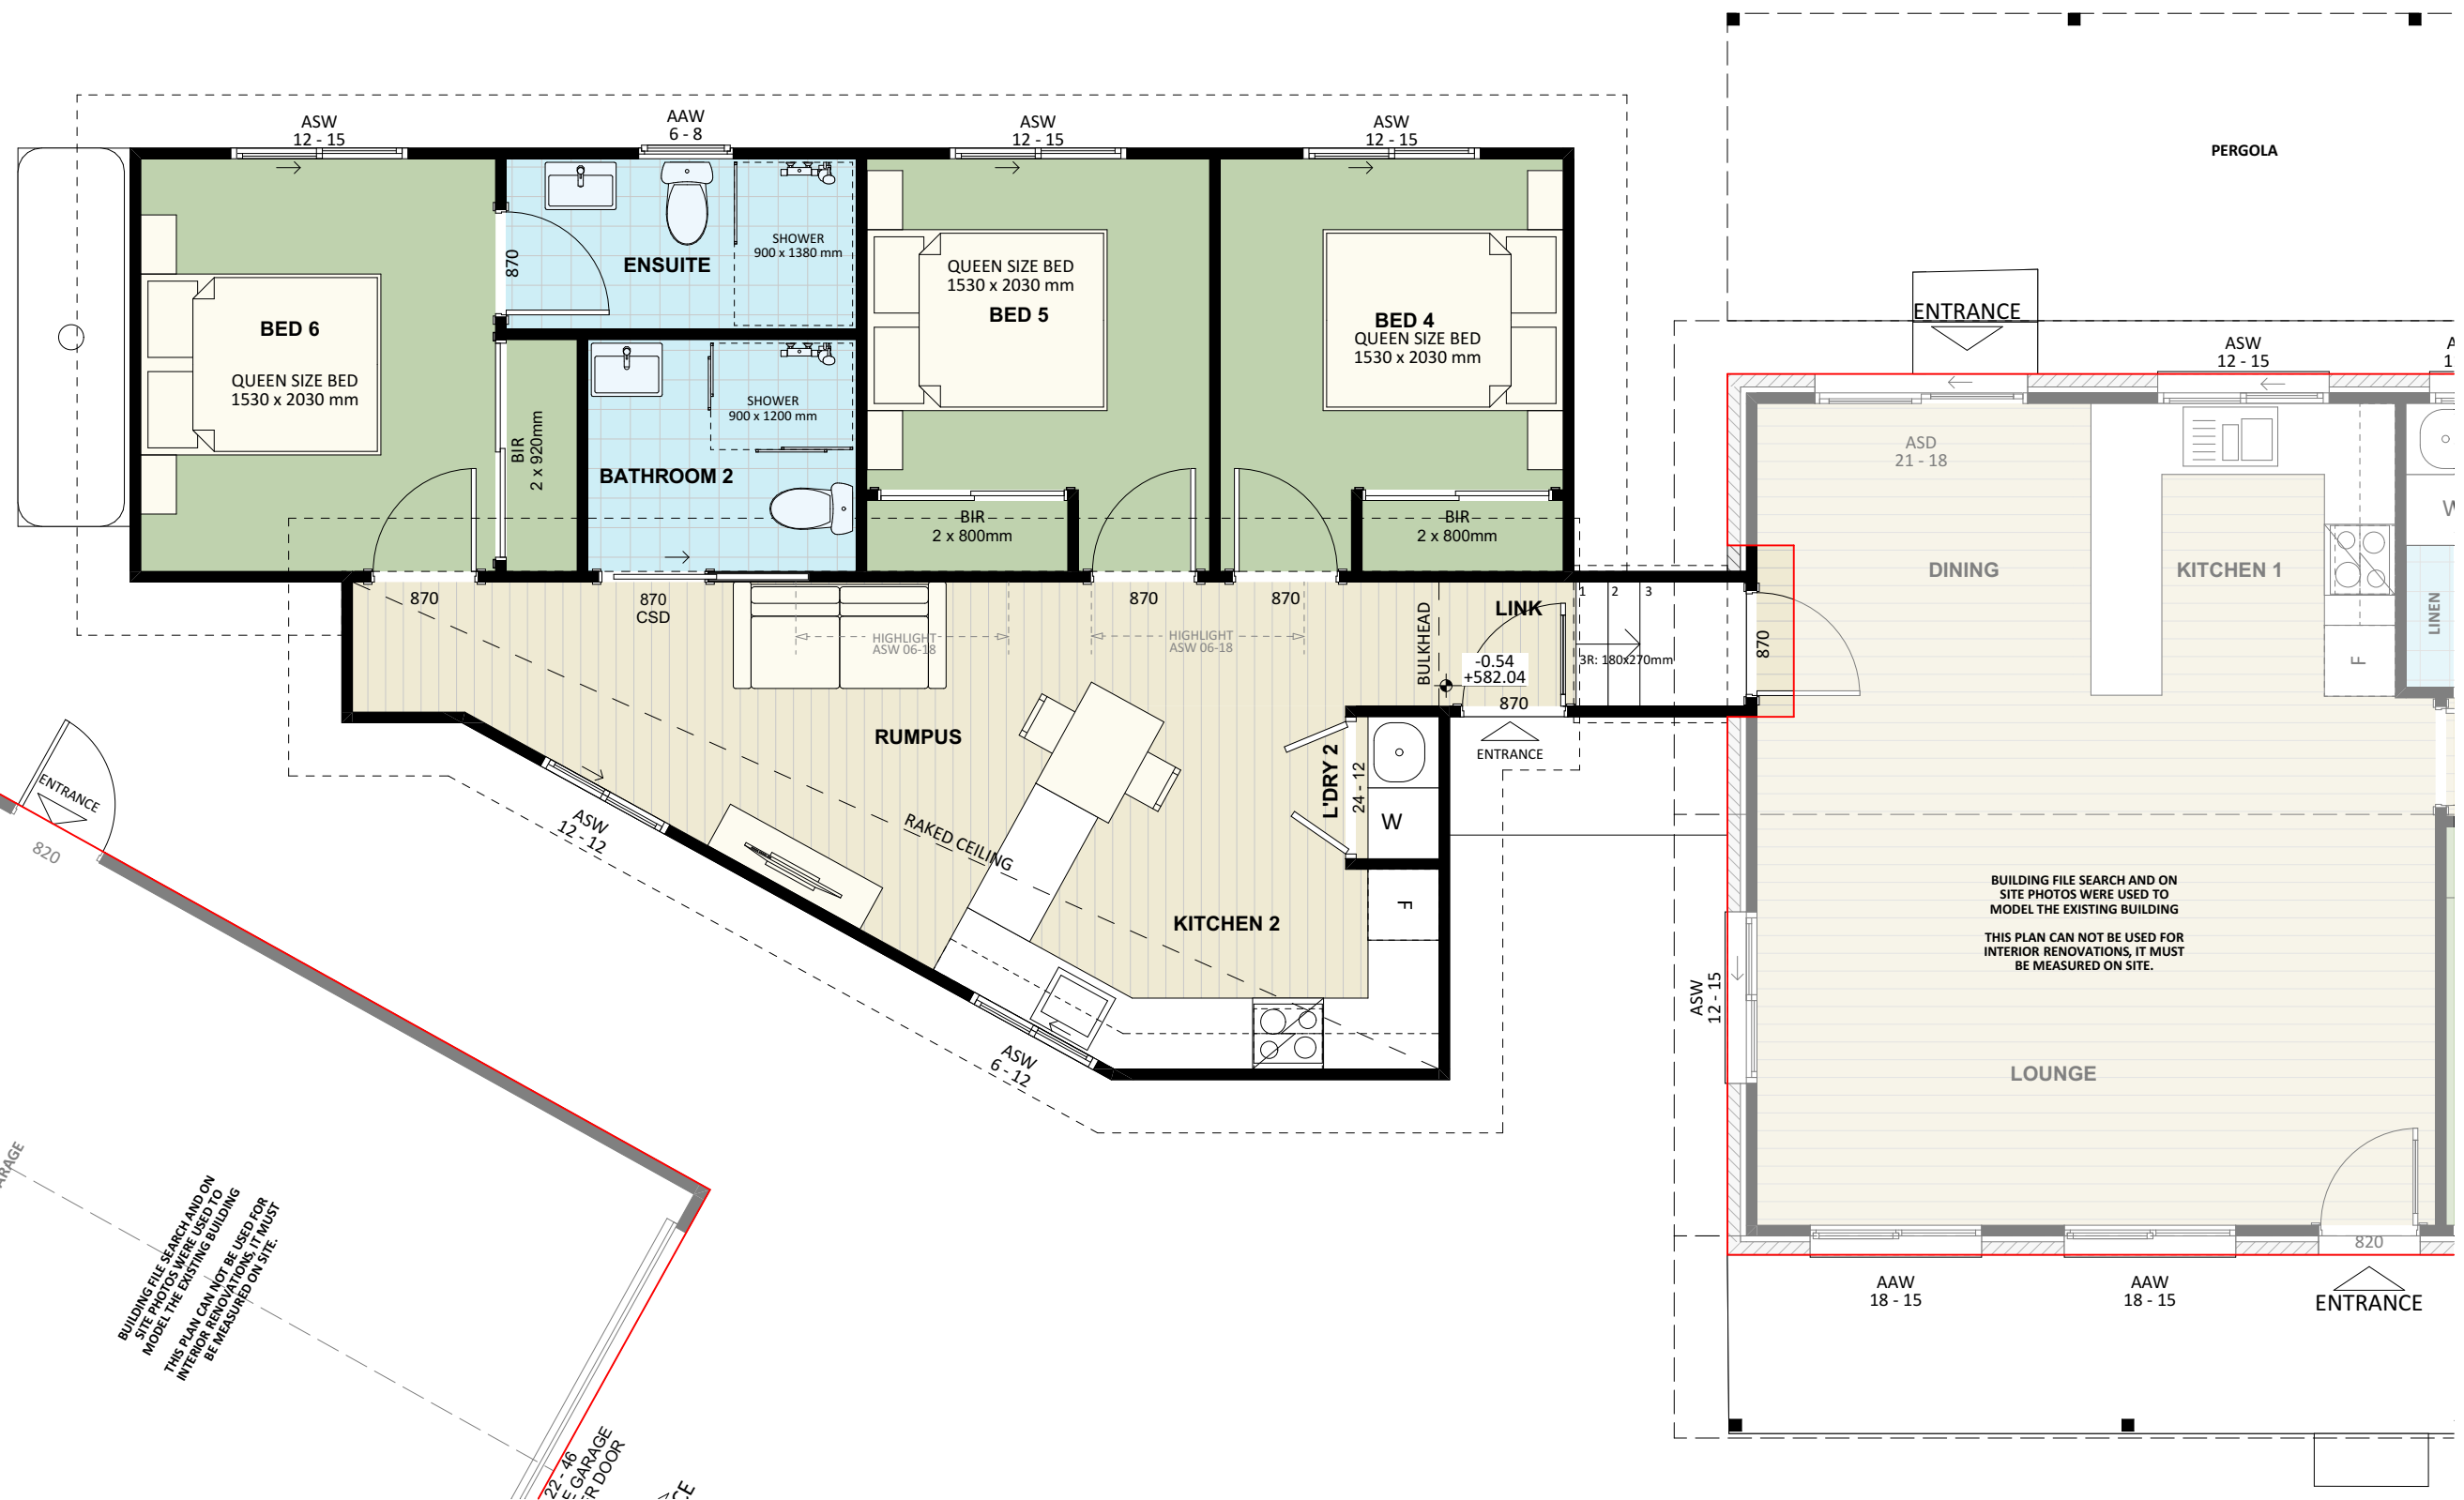 PERGOLA
ASW
12 - 15
AAW
6 - 8
ASW
12 - 15
ASW
12 - 15
SHOWER
900 x 1380 mm
ENSUITE
870
BED 6
QUEEN SIZE BED
1530 x 2030 mm
QUEEN SIZE BED
1530 x 2030 mm
BED 5
BED 4
QUEEN SIZE BED
1530 x 2030 mm
ENTRANCE
ASW
12 - 15
A
1
SHOWER
900 x 1200 mm
BIR
2 x 920mm
BATHROOM 2
BIR
2 x 800mm
BIR
2 x 800mm
ASD
21 - 18
W
DINING
KITCHEN 1
LINEN
F
870
870
CSD
870
870
HIGHLIGHT
ASW 06-18
HIGHLIGHT
ASW 06-18
BULKHEAD
LINK
1
2
3
-0.54
+582.04
3R: 180x270mm
870
870
ENTRANCE
RUMPUS
L'DRY 2
24 - 12
W
RAKED CEILING
ASW
12 - 12
F
KITCHEN 2
ASW
6 - 12
ENTRANCE
820
BUILDING FILE SEARCH AND ON
SITE PHOTOS WERE USED TO
MODEL THE EXISTING BUILDING
THIS PLAN CAN NOT BE USED FOR
INTERIOR RENOVATIONS, IT MUST
BE MEASURED ON SITE.
ASW
12 - 15
LOUNGE
820
AAW
18 - 15
AAW
18 - 15
ENTRANCE
ARAGE
BUILDING FILE SEARCH AND ON
SITE PHOTOS WERE USED TO
MODEL THE EXISTING BUILDING
THIS PLAN CAN NOT BE USED FOR
INTERIOR RENOVATIONS, IT MUST
BE MEASURED ON SITE.
22 - 46
E GARAGE
ER DOOR
CE